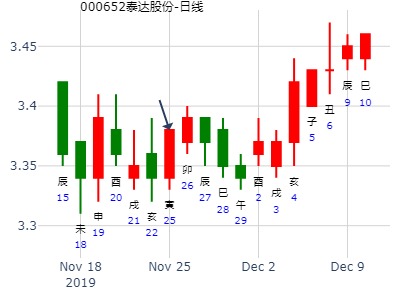 000652泰达股份-日线
3.45
3.4
3.35
3.3
辰
15
未
18
申
19
酉
20
戌
21
亥
22
寅
25
卯
26
辰
27
巳
28
午
29
酉
2
戌
3
亥
4
子
5
丑
6
辰
9
巳
10
Nov 18
2019
Nov 25
Dec 2
Dec 9